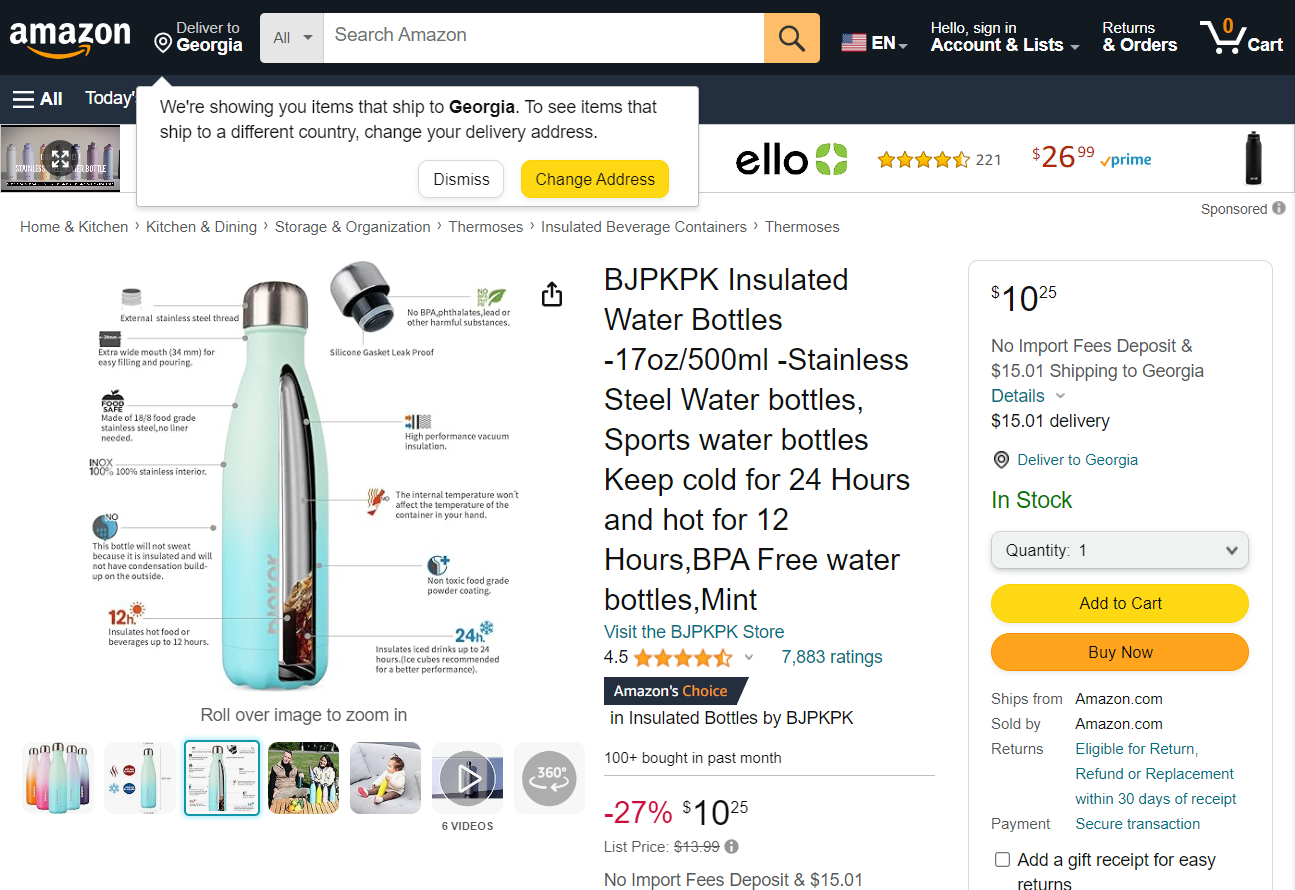 amazon
Deliver to
Georgia
All
Search Amazon
EN
Hello, sign in
Account & Lists
Returns
& Orders
0
Cart
All
Today'
We're showing you items that ship to Georgia. To see items that
ship to a different country, change your delivery address.
Dismiss
Change Address
ello
221
$26 99
prime
Sponsored
Home & Kitchen › Kitchen & Dining › Storage & Organization › Thermoses › Insulated Beverage Containers › Thermoses
External stainless steel thread
Extra wide mouth (34 mm) for
easy filling and pouring.
FOOD
SAFE
Made of 18/8 food grade
stainless steel,no liner
needed.
INOX
100% 100% stainless interior.
NO
This bottle will not sweat
because it is insulated and will
not have condensation build-
up on the outside.
12h.
Insulates hot food or
beverages up to 12 hours.
NO
No BPA,phthalates,lead or
other harmful substances.
Silicone Gasket Leak Proof
High performance vacuum
insulation.
NO
The internal temperature won't
affect the temperature of the
container in your hand.
Non toxic food grade
powder coating.
24h.
Insulates iced drinks up to 24
hours.(Ice cubes recommended
for a better performance).
Roll over image to zoom in
360°
6 VIDEOS
BJPKPK Insulated
Water Bottles
-17oz/500ml -Stainless
Steel Water bottles,
Sports water bottles
Keep cold for 24 Hours
and hot for 12
Hours,BPA Free water
bottles,Mint
Visit the BJPKPK Store
4.5
7,883 ratings
Amazon's Choice
in Insulated Bottles by BJPKPK
100+ bought in past month
-27% $10 25
List Price: $13.99
No Import Fees Deposit & $15.01
$10 25
No Import Fees Deposit &
$15.01 Shipping to Georgia
Details
$15.01 delivery
Deliver to Georgia
In Stock
Quantity: 1
Add to Cart
Buy Now
Ships from Amazon.com
Sold by Amazon.com
Returns Eligible for Return,
Refund or Replacement
within 30 days of receipt
Payment Secure transaction
Add a gift receipt for easy
returns